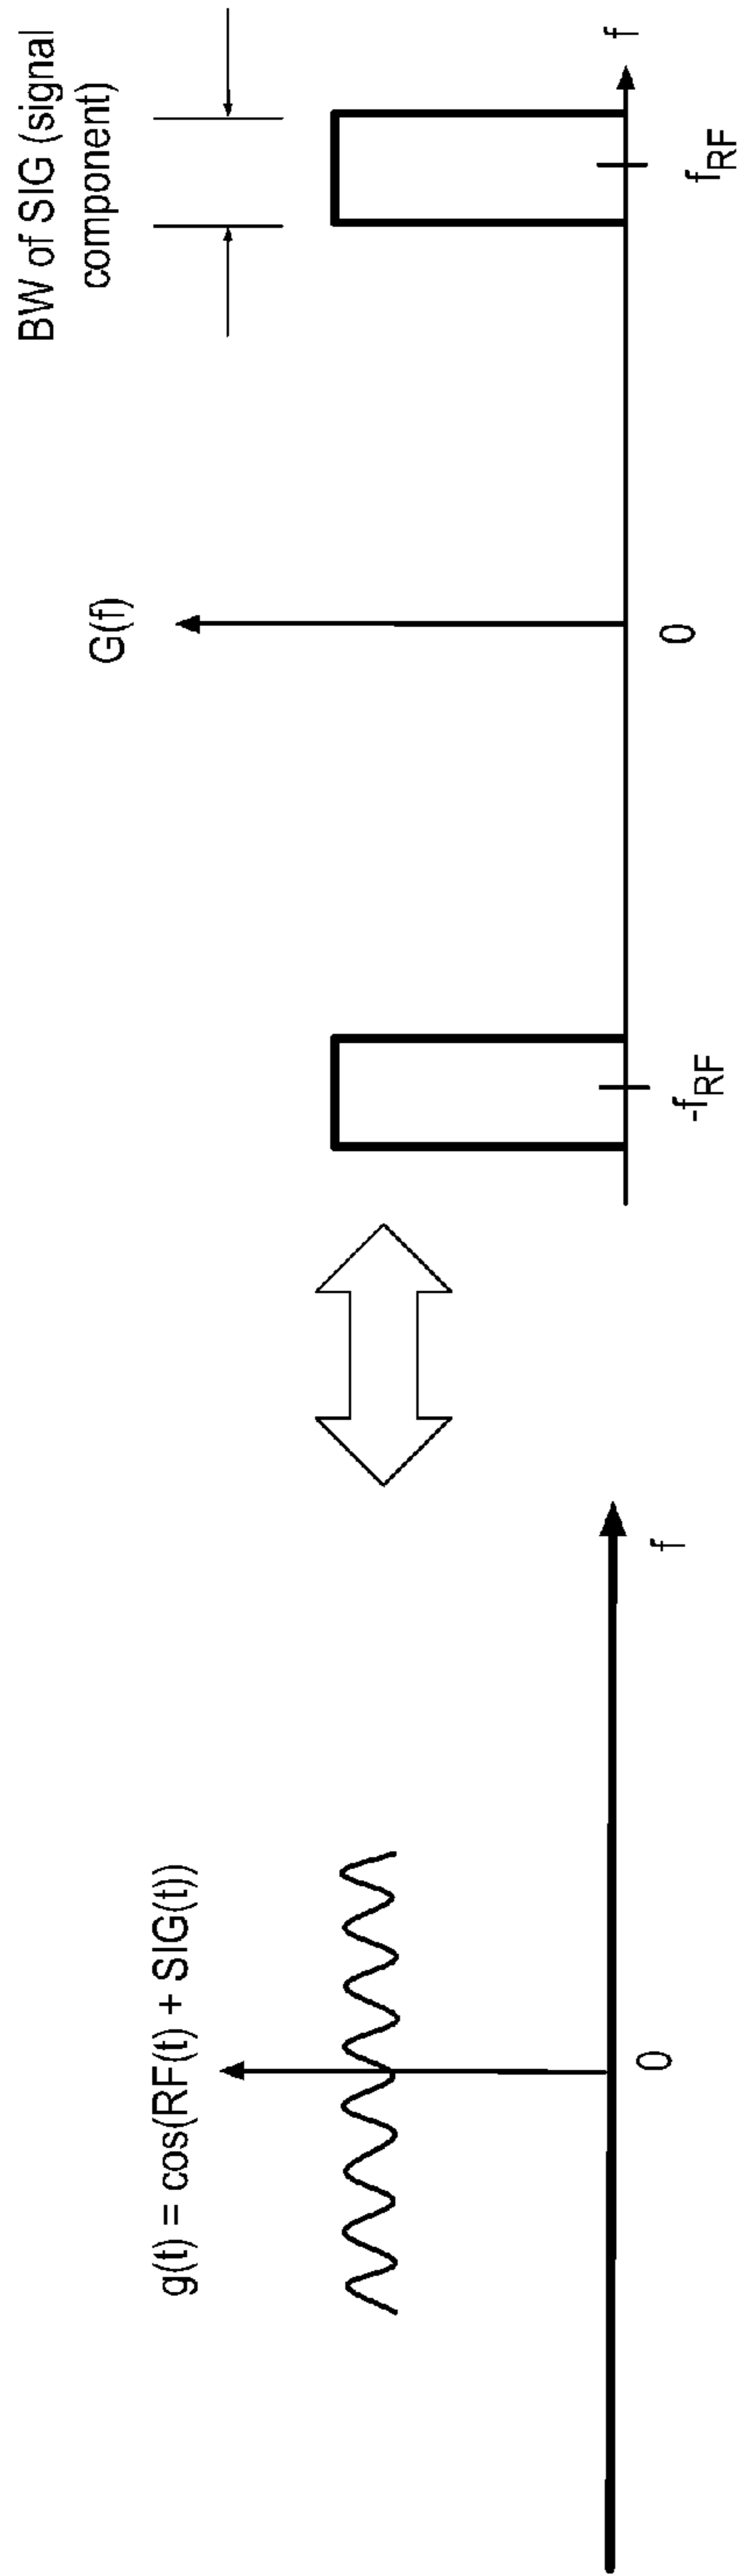 g(t) = cos(RF(t) + SIG(t))
0
f
G(f)
BW of SIG (signal
component)
-fRF
0
fRF
f